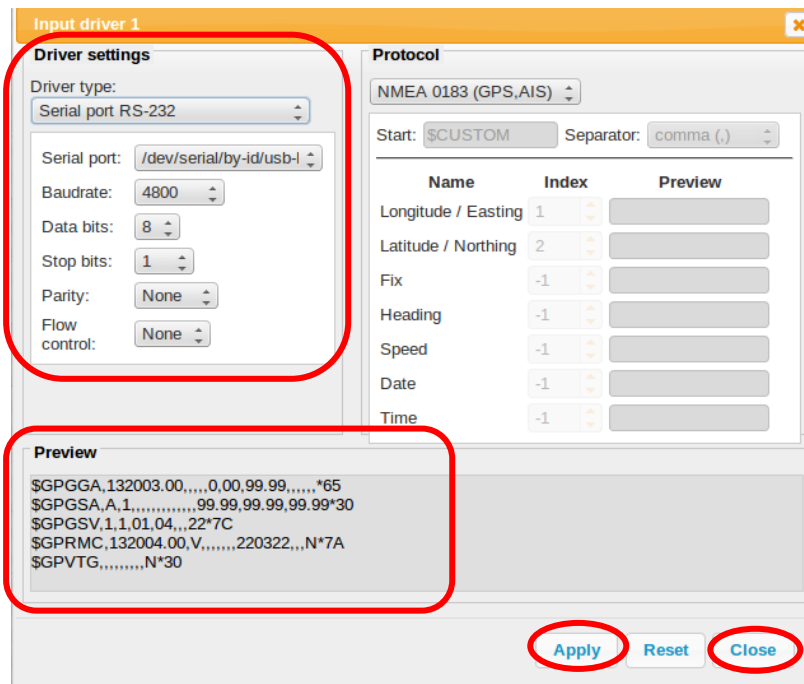 Input driver 1
Driver settings
Driver type:
Serial port RS-232
Serial port: /dev/serial/by-id/usb-
Baudrate: 4800
Data bits: 8
Stop bits: 1
Parity: None
Flow
control: None
Protocol
NMEA 0183 (GPS,AIS)
Start: $CUSTOM Separator: comma (,)
Name Index Preview
Longitude / Easting 1
Latitude / Northing 2
Fix -1
Heading -1
Speed -1
Date -1
Time -1
Preview
$GPGGA,132003.00,,,,,0,00,99.99,,,,,,*65
$GPGSA,A,1,,,,,,,,,,,,,99.99,99.99,99.99*30
$GPGSV,1,1,01,04,,,22*7C
$GPRMC,132004.00,V,,,,,,,220322,,,N*7A
$GPVTG,,,,,,,,,N*30
Apply Reset Close